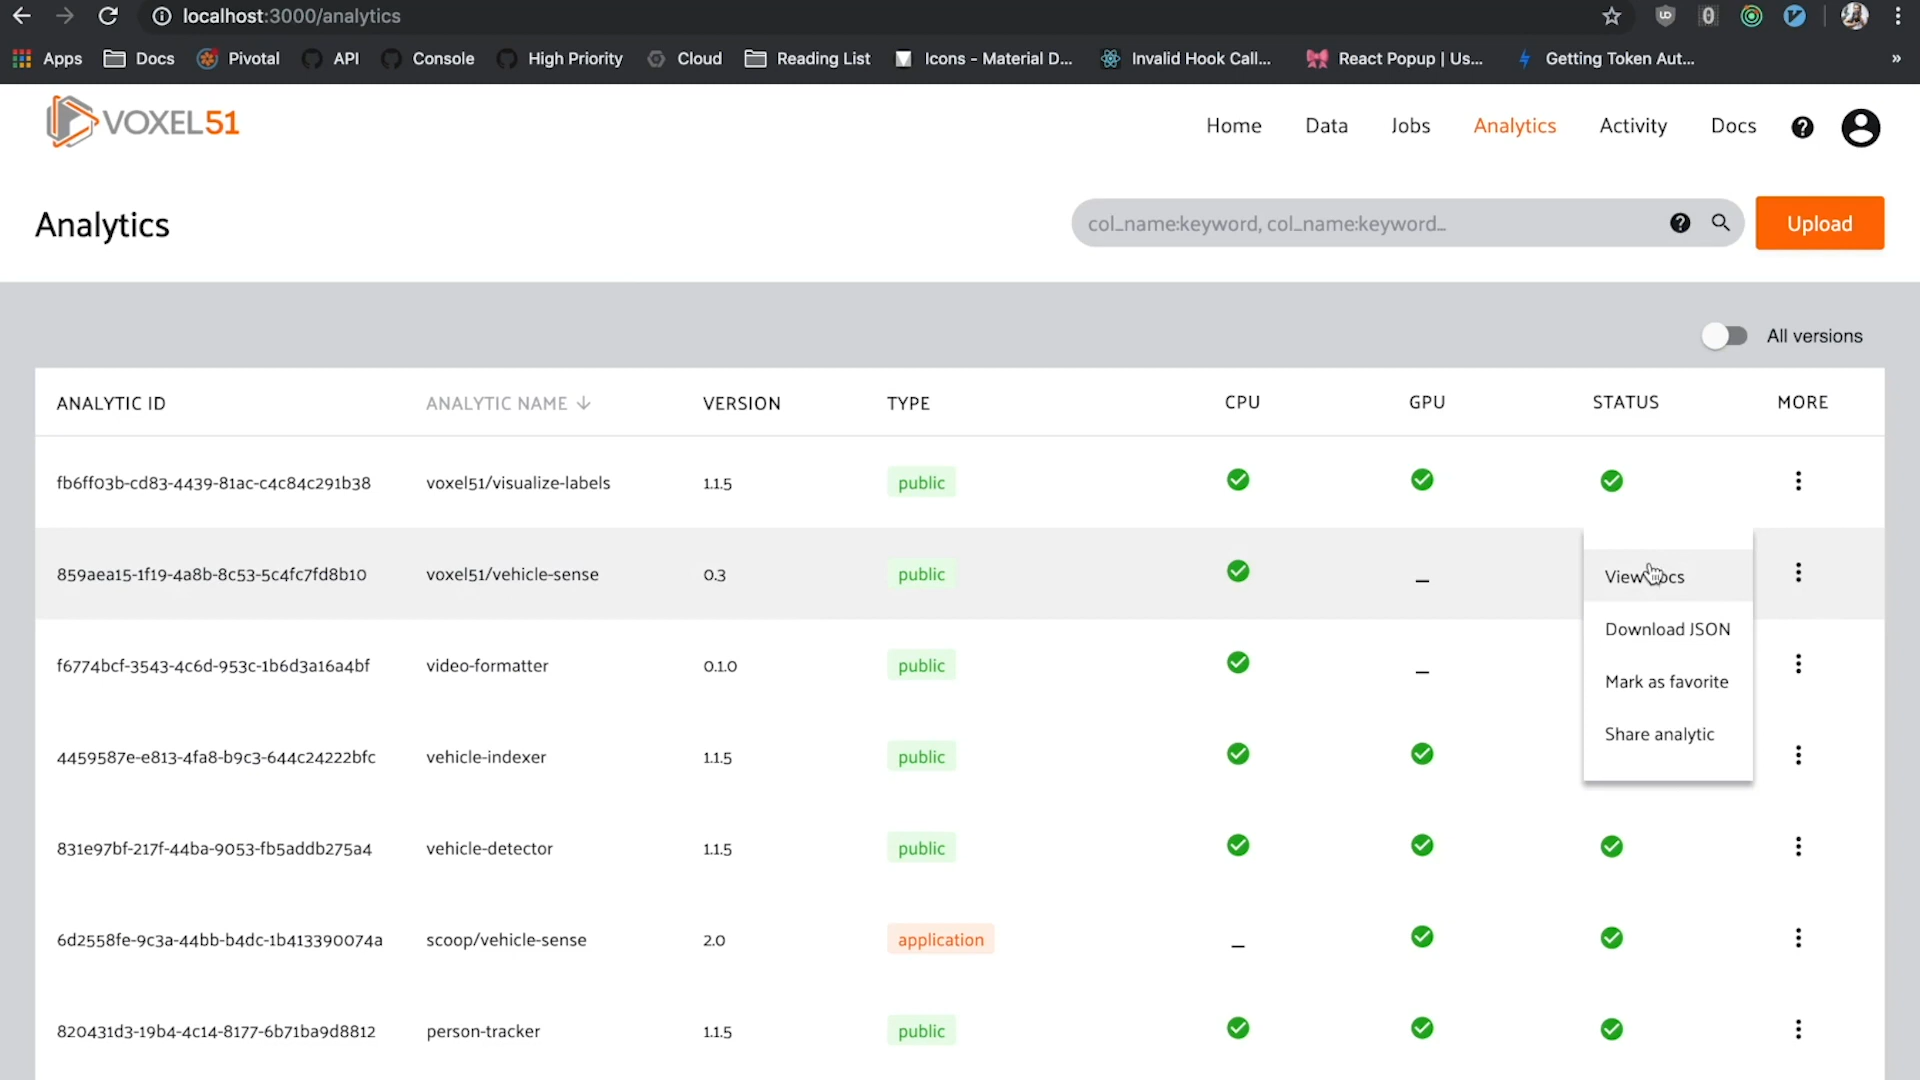 localhost:3000/analytics
Apps Docs Pivotal API Console High Priority Cloud Reading List Icons - Material D... Invalid Hook Call... React Popup | Us... Getting Token Aut... »
VOXEL51 Home Data Jobs Analytics Activity Docs
Analytics col_name:keyword, col_name:keyword... Upload
All versions
ANALYTIC ID ANALYTIC NAME VERSION TYPE CPU GPU STATUS MORE
fb6ff03b-cd83-4439-81ac-c4c84c291b38 voxel51/visualize-labels 1.1.5 public
859aea15-1f19-4a8b-8c53-5c4fc7fd8b10 voxel51/vehicle-sense 0.3 public – View
Download JSON
f6774bcf-3543-4c6d-953c-1b6d3a16a4bf video-formatter 0.1.0 public – Mark as favorite
Share analytic
4459587e-e813-4fa8-b9c3-644c24222bfc vehicle-indexer 1.1.5 public
831e97bf-217f-44ba-9053-fb5addb275a4 vehicle-detector 1.1.5 public
6d2558fe-9c3a-44bb-b4dc-1b413390074a scoop/vehicle-sense 2.0 application –
820431d3-19b4-4c14-8177-6b71ba9d8812 person-tracker 1.1.5 public